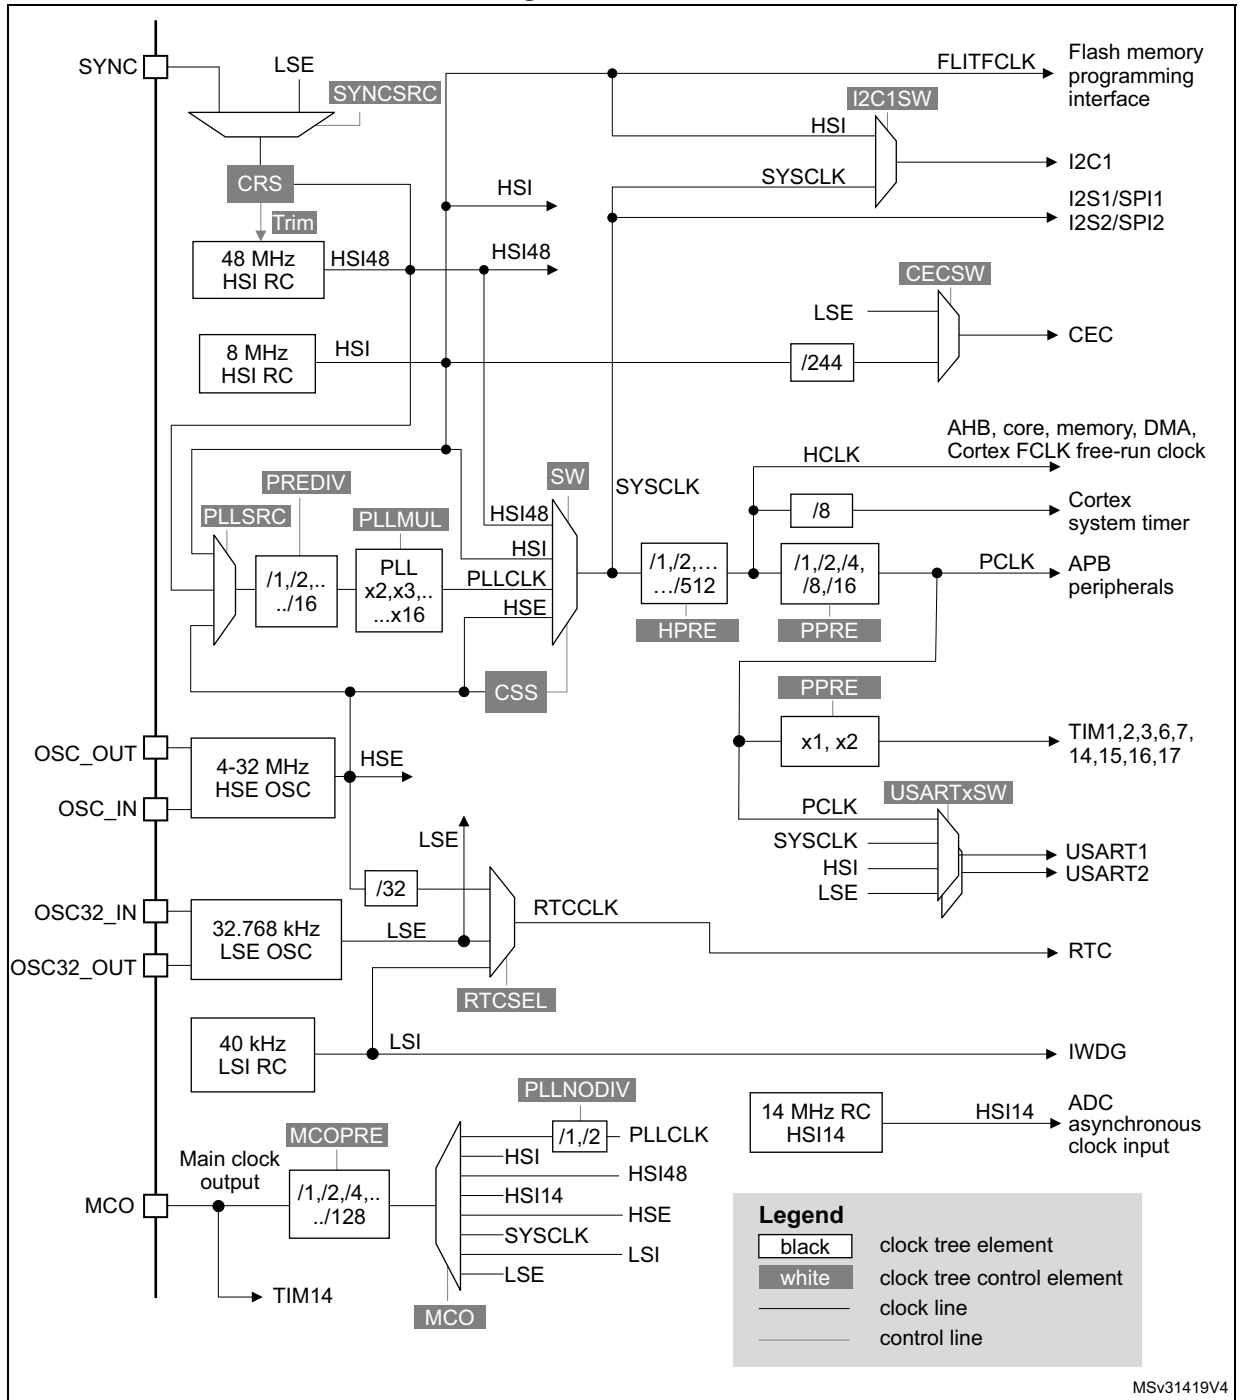 SYNC
LSE
SYNCSRC
FLITFCLK
Flash memory
programming
interface
I2C1SW
HSI
I2C1
SYSCLK
CRS
HSI
I2S1/SPI1
I2S2/SPI2
Trim
48 MHz
HSI RC
HSI48
HSI48
CECSW
LSE
CEC
8 MHz
HSI RC
HSI
/244
AHB, core, memory, DMA,
Cortex FCLK free-run clock
HCLK
PREDIV
SW
SYSCLK
PLLSRC
PLLMUL
HSI48
/8
Cortex
system timer
HSI
/1,/2,..
../16
PLL
x2,x3,..
...x16
PLLCLK
/1,/2,...
.../512
/1,/2,/4,
/8,/16
PCLK
APB
peripherals
HSE
HPRE
PPRE
CSS
PPRE
OSC_OUT
4-32 MHz
HSE OSC
HSE
x1, x2
TIM1,2,3,6,7,
14,15,16,17
OSC_IN
PCLK
USARTxSW
LSE
SYSCLK
USART1
HSI
USART2
LSE
/32
OSC32_IN
32.768 kHz
LSE OSC
LSE
RTCCLK
RTC
OSC32_OUT
RTCSEL
40 kHz
LSI RC
LSI
IWDG
PLLNODIV
14 MHz RC
HSI14
HSI14
ADC
asynchronous
clock input
MCOPRE
/1,/2
PLLCLK
Main clock
output
HSI
HSI48
MCO
/1,/2,/4,..
../128
HSI14
HSE
SYSCLK
LSI
LSE
TIM14
MCO
Legend
black
clock tree element
white
clock tree control element
clock line
control line
MSv31419V4